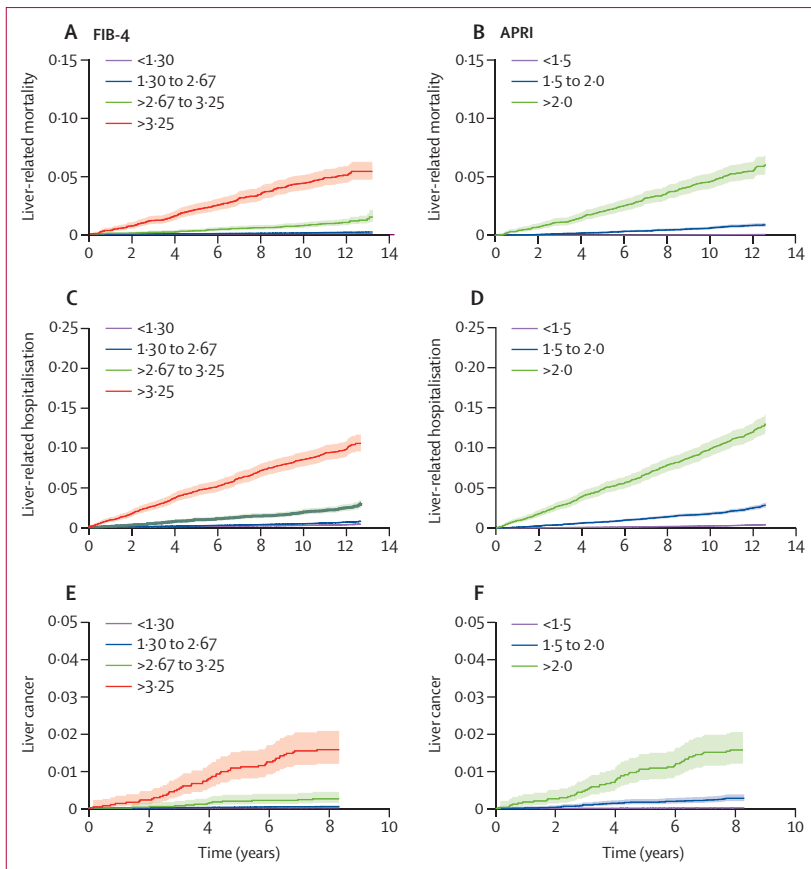 A FIB-4
<1·30
1·30 to 2·67
>2·67 to 3·25
>3·25
0·15
0·10
0·05
0
Liver-related mortality
0 2 4 6 8 10 12 14
B APRI
<1·5
1·5 to 2·0
>2·0
0·15
0·10
0·05
0
Liver-related mortality
0 2 4 6 8 10 12 14
C
<1·30
1·30 to 2·67
>2·67 to 3·25
>3·25
0·25
0·20
0·15
0·10
0·05
0
Liver-related hospitalisation
0 2 4 6 8 10 12 14
D
<1·5
1·5 to 2·0
>2·0
0·25
0·20
0·15
0·10
0·05
0
Liver-related hospitalisation
0 2 4 6 8 10 12 14
E
<1·30
1·30 to 2·67
>2·67 to 3·25
>3·25
0·05
0·04
0·03
0·02
0·01
0
Liver cancer
0 2 4 6 8 10
Time (years)
F
<1·5
1·5 to 2·0
>2·0
0·05
0·04
0·03
0·02
0·01
0
Liver cancer
0 2 4 6 8 10
Time (years)